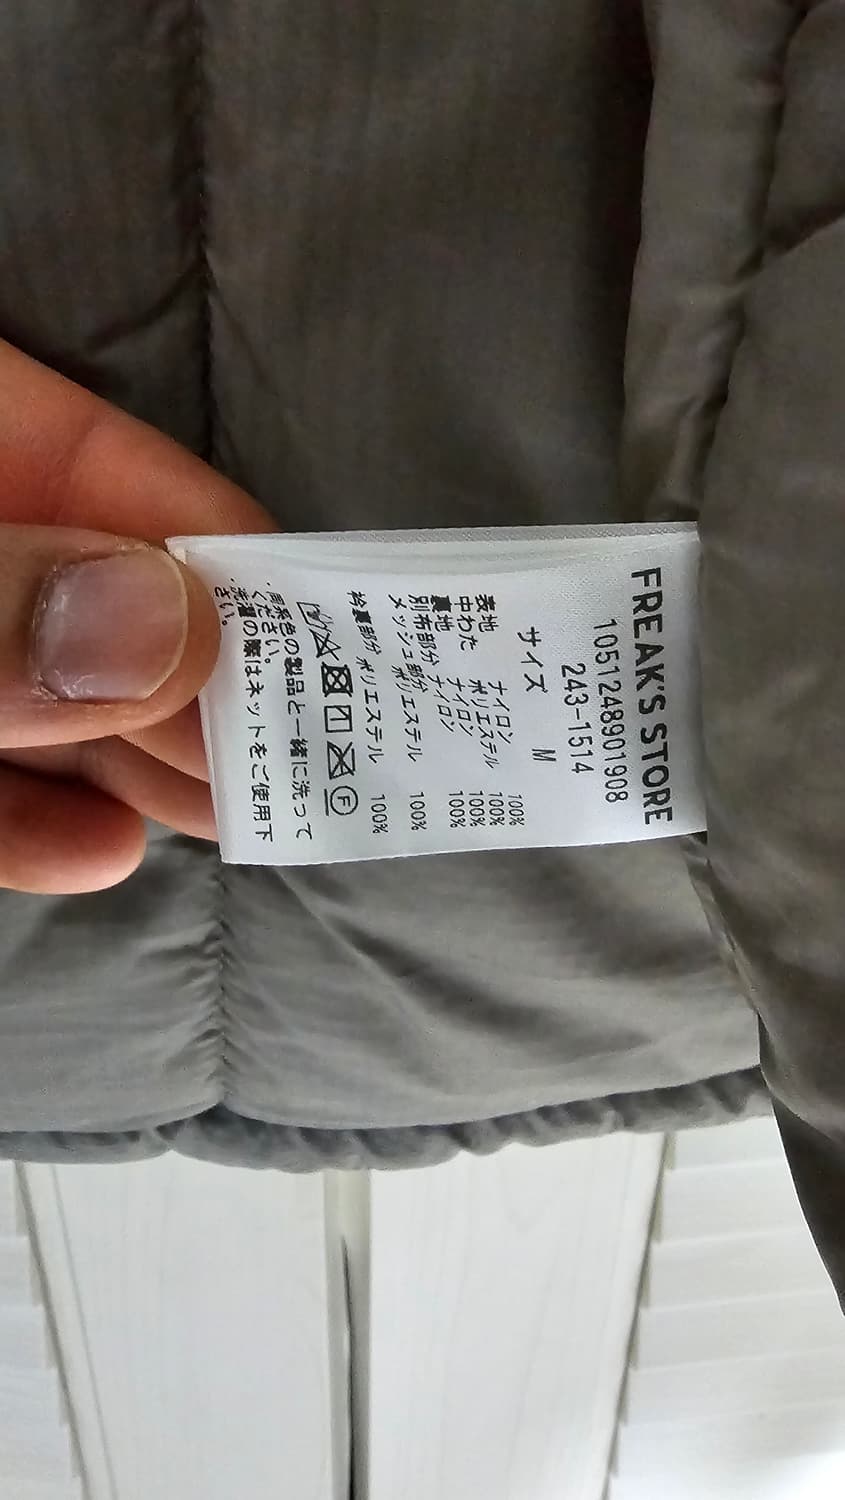 FREAK'S STORE
1051248901908
243-1514
サイズ M
表地 ナイロン 100%
中わた ポリエステル 100%
裏地 ナイロン 100%
別布部分 ナイロン 100%
メッシュ部分 ポリエステル 100%
衿裏部分 ポリエステル 100%
F
・同系色の製品と一緒に洗って
ください。
・洗濯の際はネットをご使用下
さい。